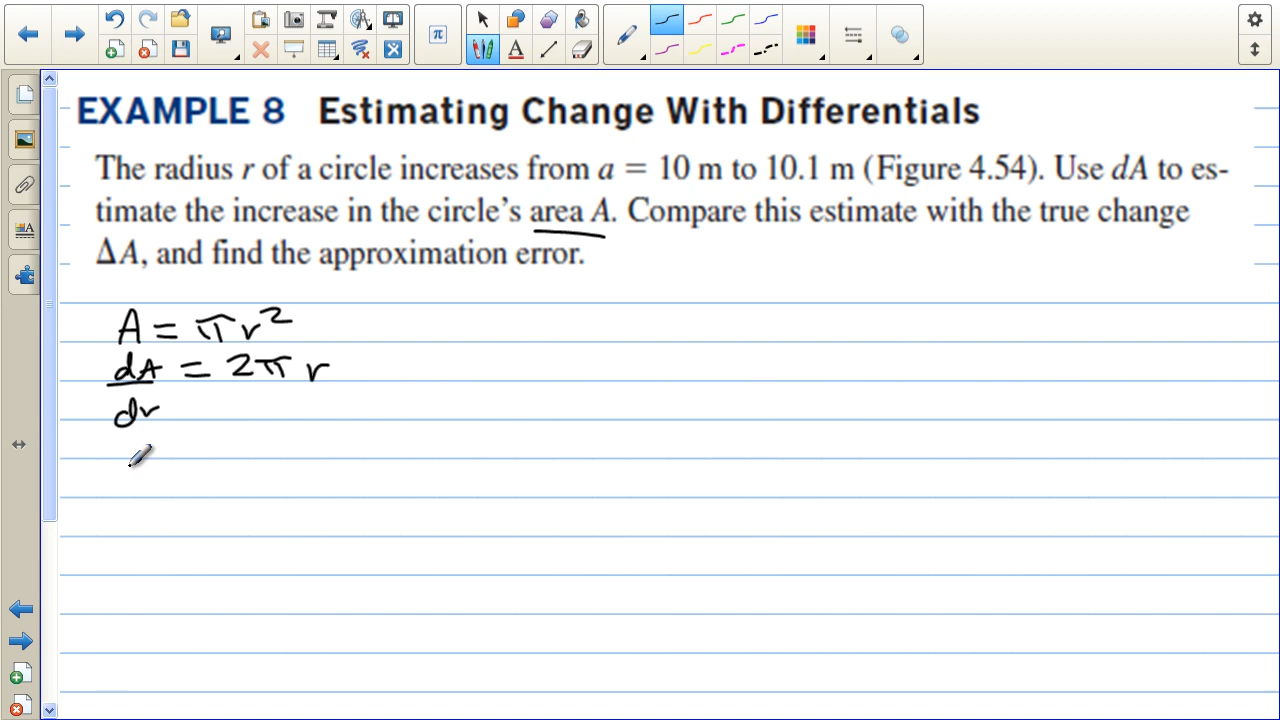 EXAMPLE 8 Estimating Change With Differentials
The radius r of a circle increases from a = 10 m to 10.1 m (Figure 4.54). Use dA to es-
timate the increase in the circle's area A. Compare this estimate with the true change
ΔA, and find the approximation error.
A = πr²
dA = 2π r
dr